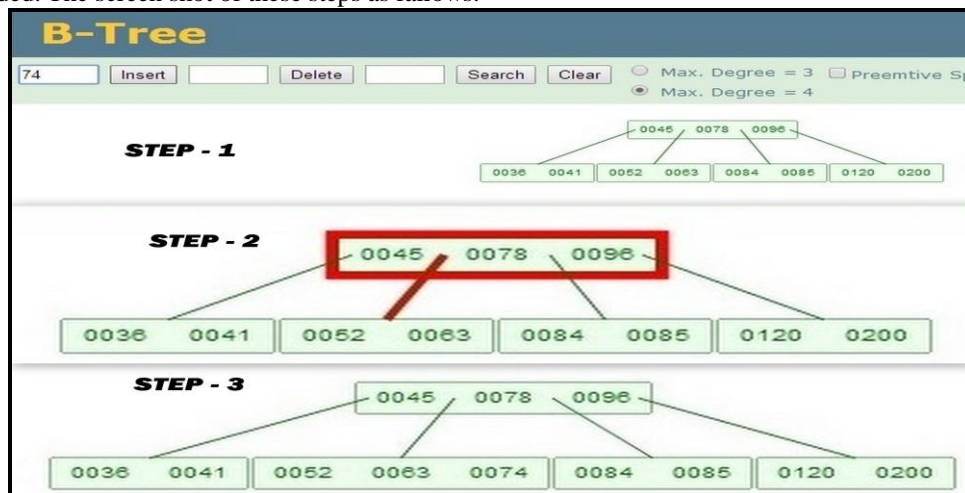 B-Tree
74 Insert Delete Search Clear Max. Degree = 3 Preemtive
Max. Degree = 4
STEP - 1
0045 0078 0096
0036 0041 0052 0063 0084 0085 0120 0200
STEP - 2
0045 0078 0096
0036 0041 0052 0063 0084 0085 0120 0200
STEP - 3
0045 0078 0096
0036 0041 0052 0063 0074 0084 0085 0120 0200